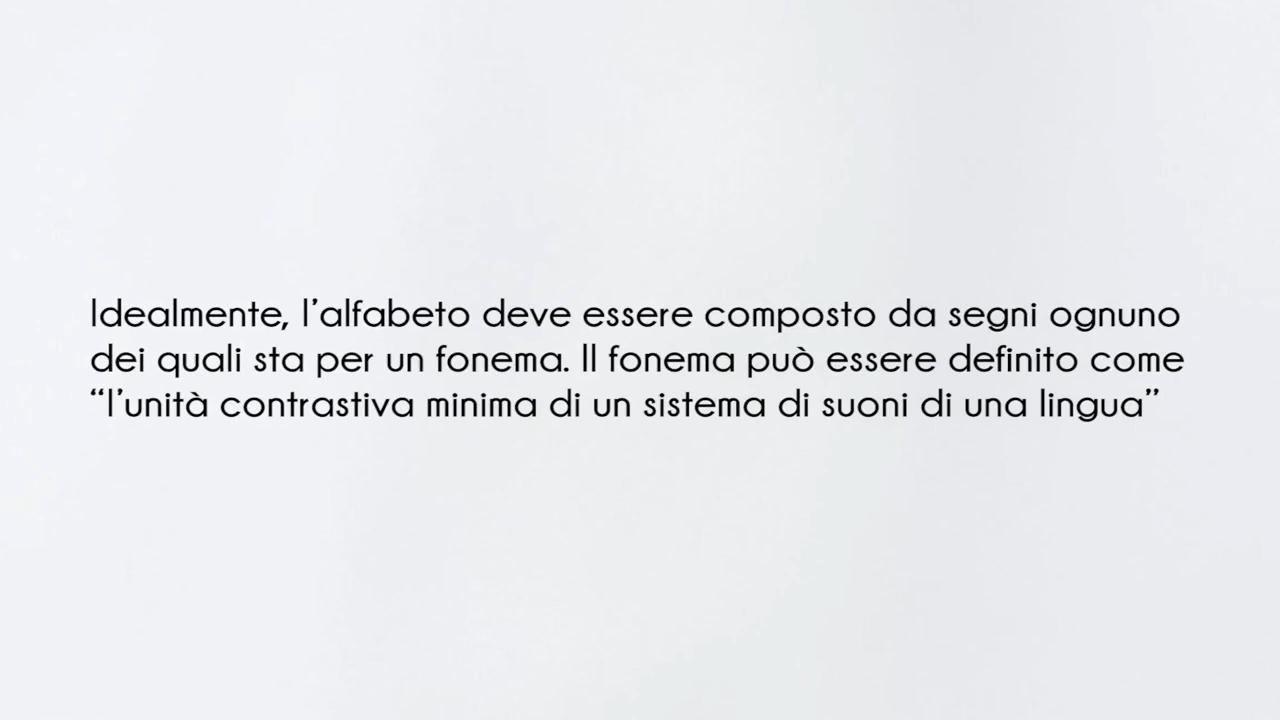 Idealmente, l’alfabeto deve essere composto da segni ognuno
dei quali sta per un fonema. Il fonema può essere definito come
“l’unità contrastiva minima di un sistema di suoni di una lingua”